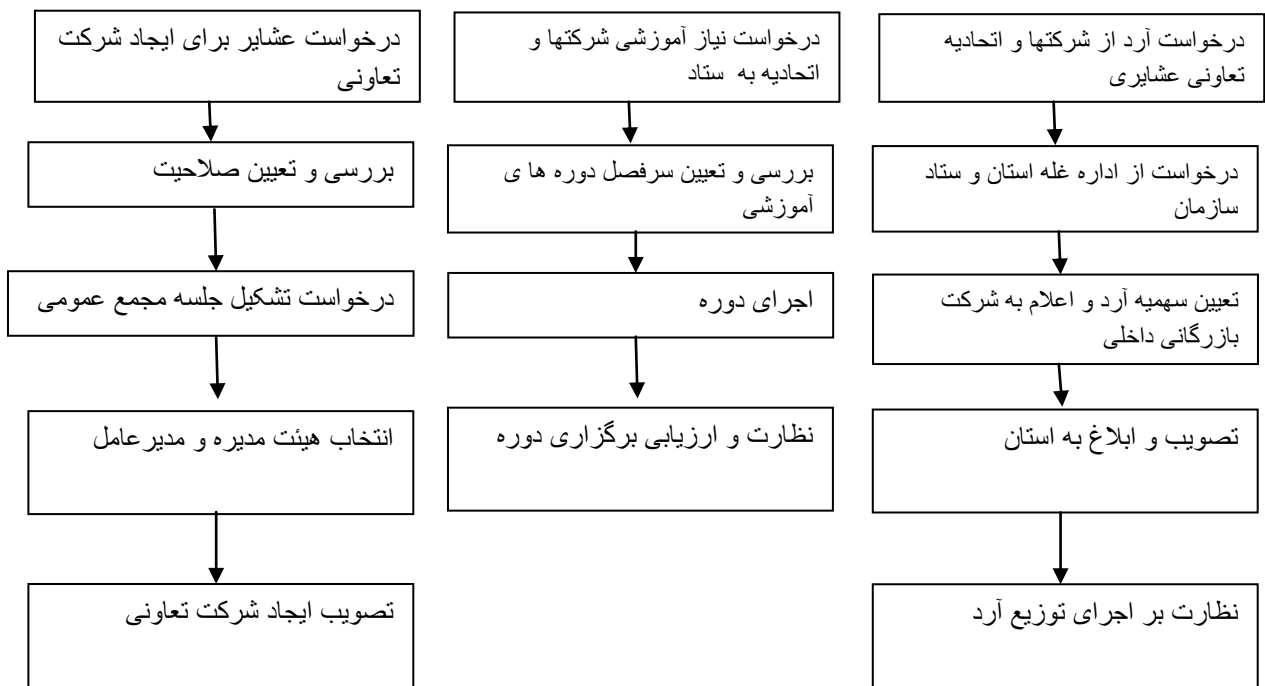 درخواست آرد از شرکتها و اتحادیه
تعاونی عشایری
درخواست از اداره غله استان و ستاد
سازمان
تعیین سهمیه آرد و اعلام به شرکت
بازرگانی داخلی
تصویب و ابلاغ به استان
نظارت بر اجرای توزیع آرد
درخواست نیاز آموزشی شرکتها و
اتحادیه به ستاد
بررسی و تعیین سرفصل دوره ها ی
آموزشی
اجرای دوره
نظارت و ارزیابی برگزاری دوره
درخواست عشایر برای ایجاد شرکت
تعاونی
بررسی و تعیین صلاحیت
درخواست تشکیل جلسه مجمع عمومی
انتخاب هیئت مدیره و مدیرعامل
تصویب ایجاد شرکت تعاونی